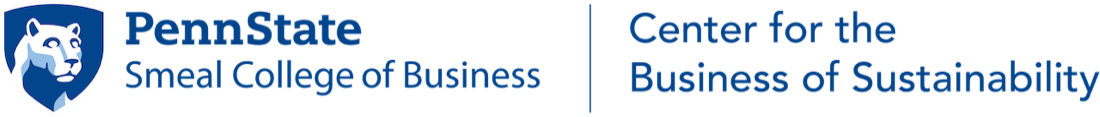 PennState
Smeal College of Business
Center for the
Business of Sustainability